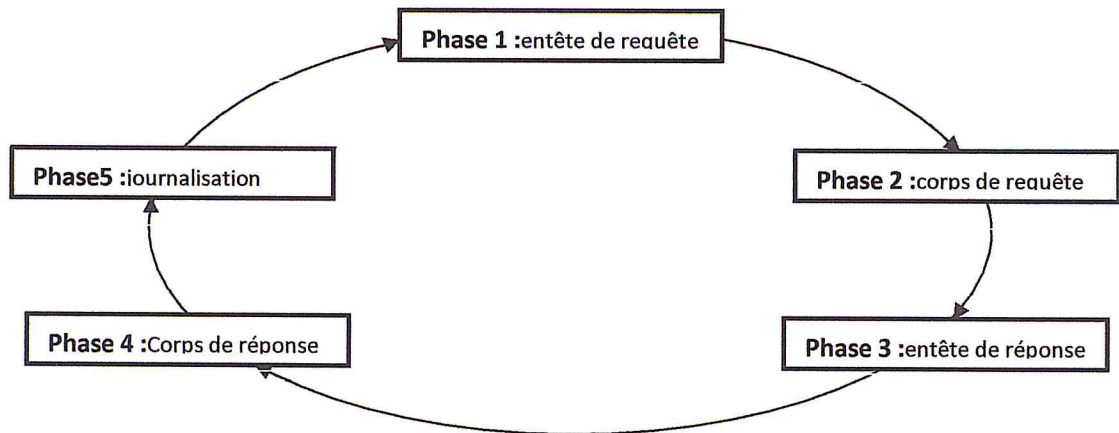 Phase 1 :entête de requête
Phase 2 :corps de requête
Phase 3 :entête de réponse
Phase 4 :Corps de réponse
Phase5 :journalisation